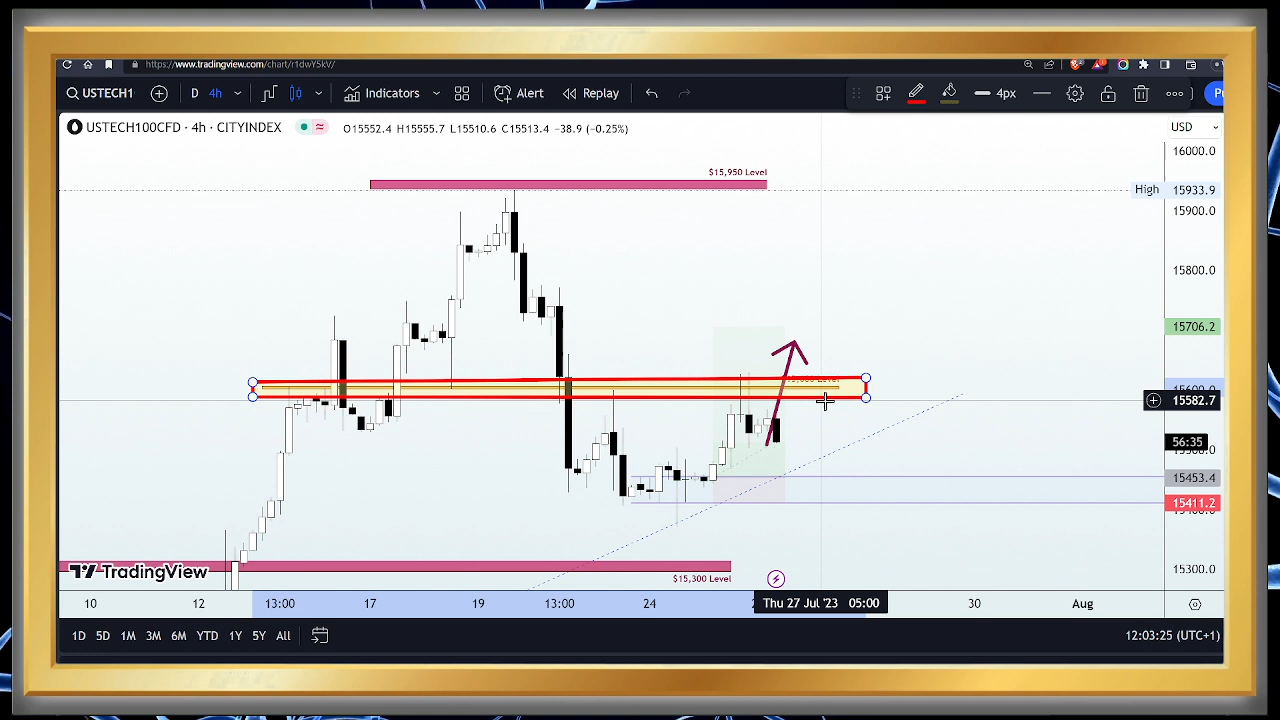 https://www.tradingview.com/chart/r1dwY5kV/
USTECH1 D 4h Indicators Alert Replay 4px
USTECH100CFD · 4h · CITYINDEX O15552.4 H15555.7 L15510.6 C15513.4 −38.9 (−0.25%) USD
16000.0
$15,950 Level
High 15933.9
15900.0
15800.0
15706.2
15600.0
15582.7
56:35
15453.4
15411.2
15300.0
TradingView
$15,300 Level
10 12 13:00 17 19 13:00 24 Thu 27 Jul '23 05:00 30 Aug
1D 5D 1M 3M 6M YTD 1Y 5Y All 12:03:25 (UTC+1)